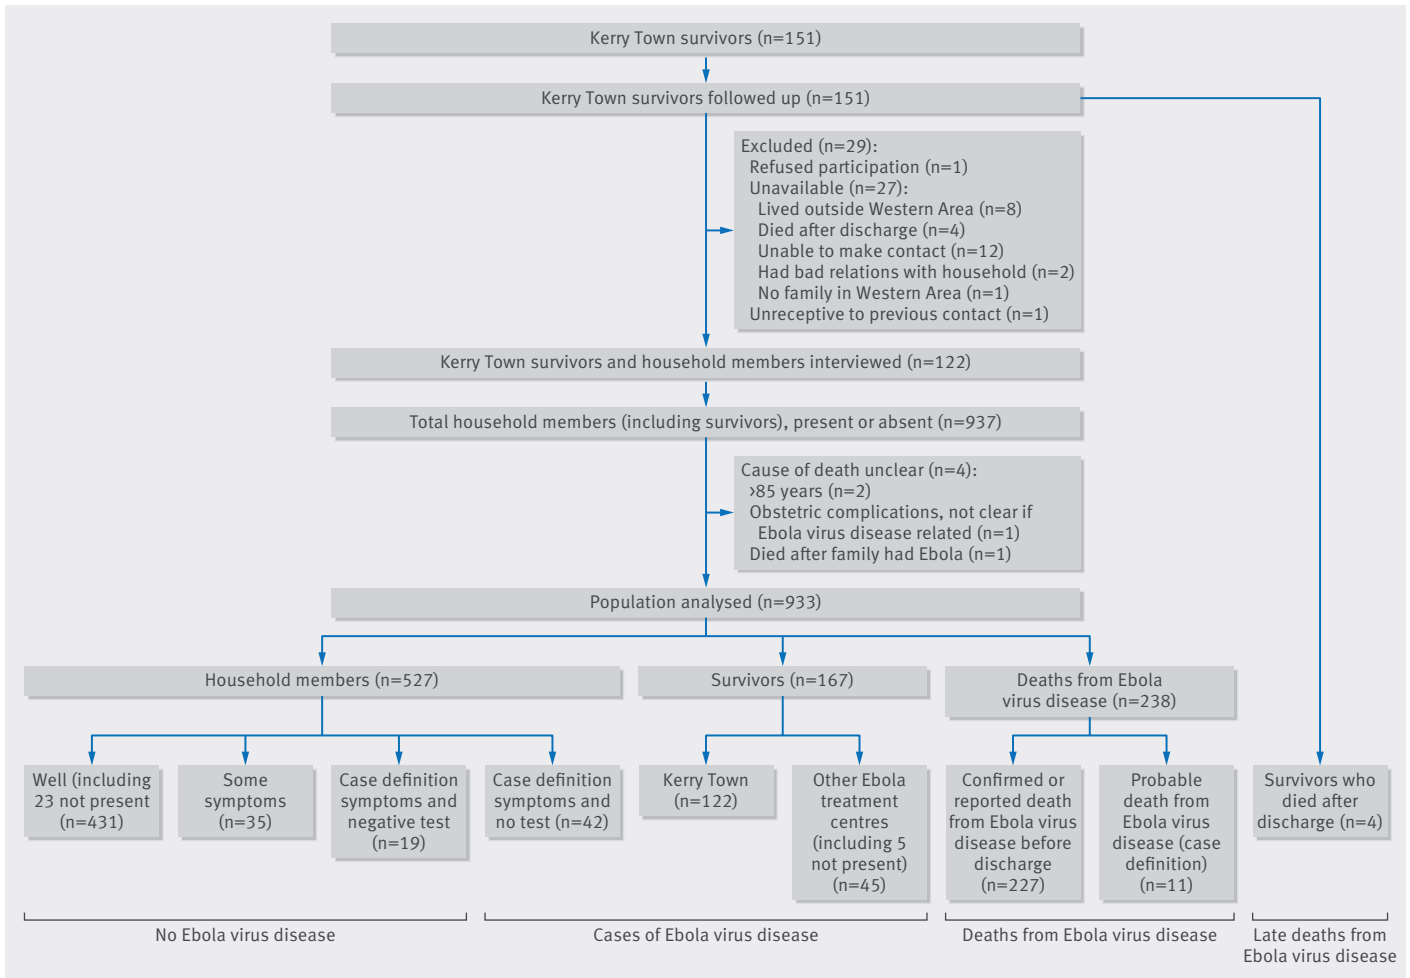 Kerry Town survivors (n=151)
Kerry Town survivors followed up (n=151)
Excluded (n=29):
Refused participation (n=1)
Unavailable (n=27):
Lived outside Western Area (n=8)
Died after discharge (n=4)
Unable to make contact (n=12)
Had bad relations with household (n=2)
No family in Western Area (n=1)
Unreceptive to previous contact (n=1)
Kerry Town survivors and household members interviewed (n=122)
Total household members (including survivors), present or absent (n=937)
Cause of death unclear (n=4):
>85 years (n=2)
Obstetric complications, not clear if
Ebola virus disease related (n=1)
Died after family had Ebola (n=1)
Population analysed (n=933)
Household members (n=527)
Survivors (n=167)
Deaths from Ebola
virus disease (n=238)
Well (including
23 not present
(n=431)
Some
symptoms
(n=35)
Case definition
symptoms and
negative test
(n=19)
Case definition
symptoms and
no test (n=42)
Kerry Town
(n=122)
Other Ebola
treatment
centres
(including 5
not present)
(n=45)
Confirmed or
reported death
from Ebola virus
disease before
discharge
(n=227)
Probable
death from
Ebola virus
disease (case
definition)
(n=11)
Survivors who
died after
discharge (n=4)
No Ebola virus disease
Cases of Ebola virus disease
Deaths from Ebola virus disease
Late deaths from
Ebola virus disease